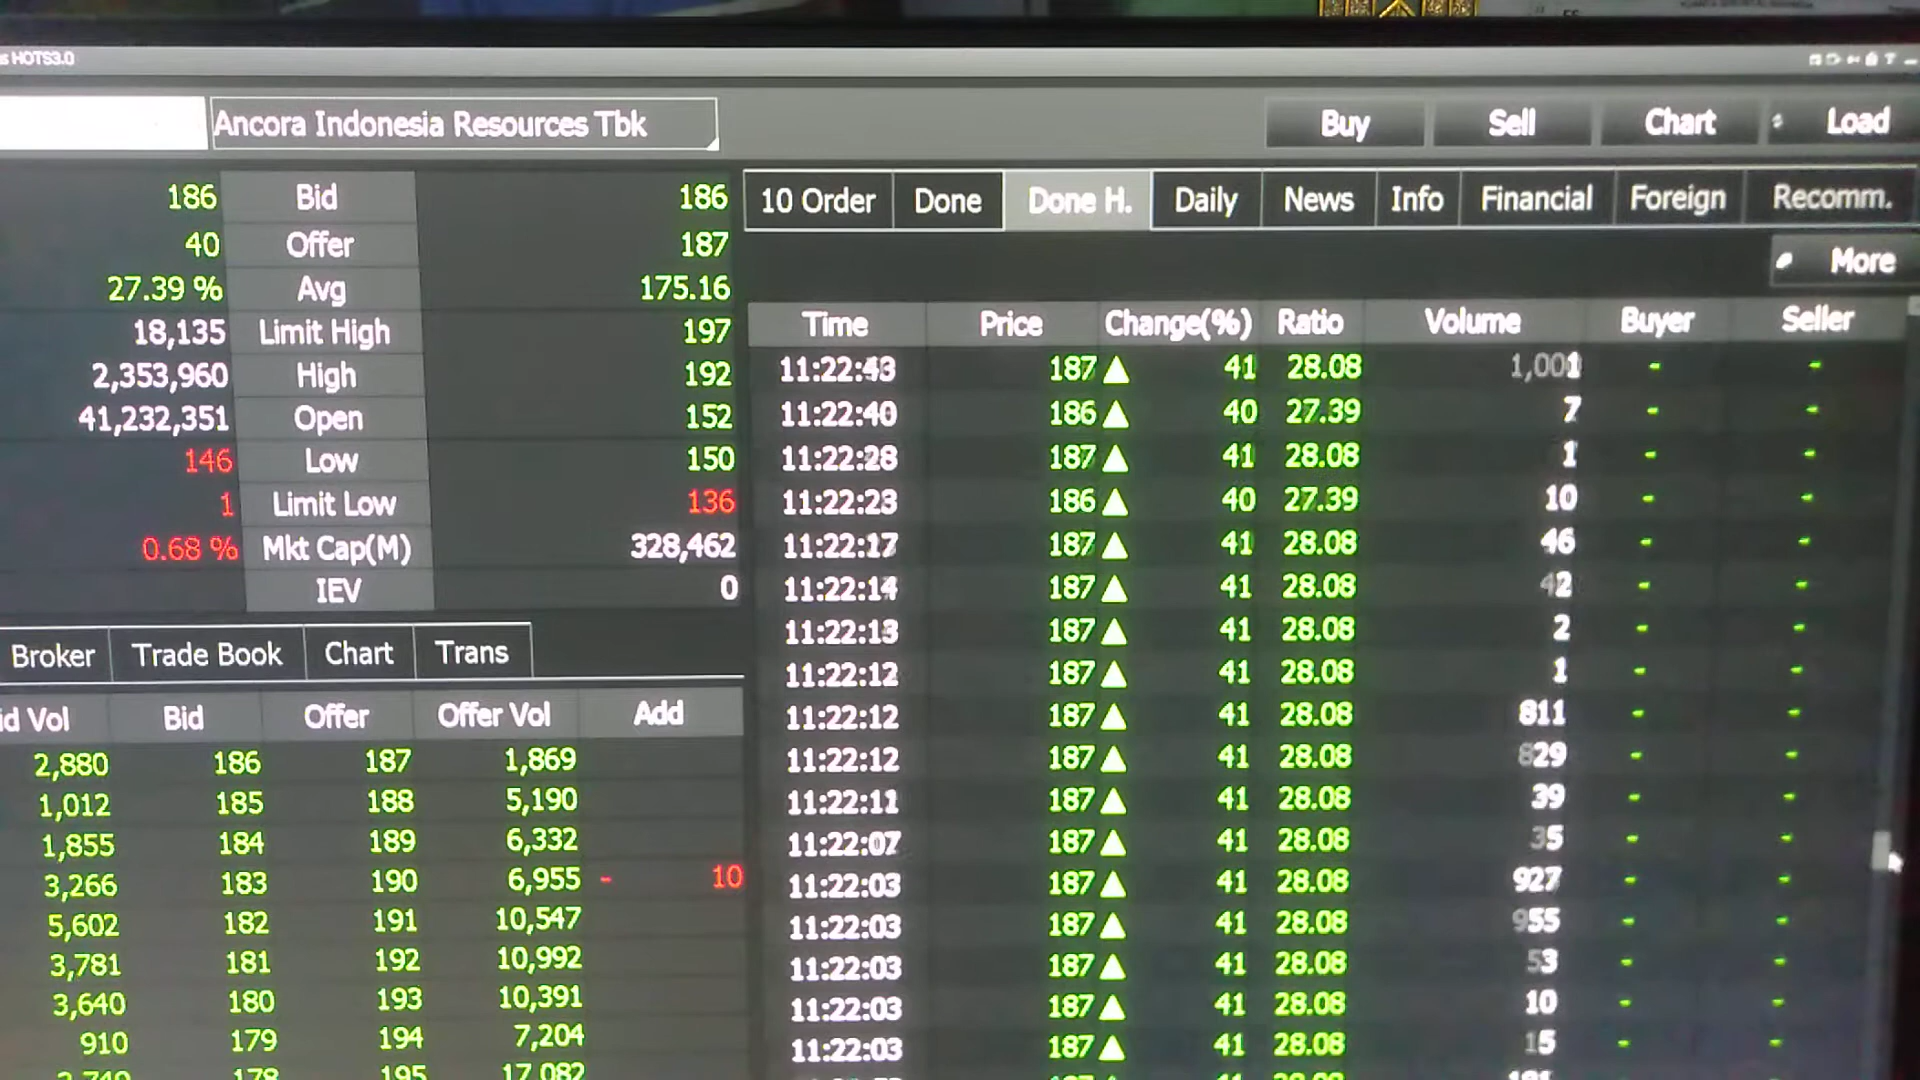 s HOTS3.0
Ancora Indonesia Resources Tbk
Buy Sell Chart Load
10 Order Done Done H. Daily News Info Financial Foreign Recomm.
More
186 Bid 186
40 Offer 187
27.39 % Avg 175.16
18,135 Limit High 197
2,353,960 High 192
41,232,351 Open 152
146 Low 150
1 Limit Low 136
0.68 % Mkt Cap(M) 328,462
IEV 0
Broker Trade Book Chart Trans
id Vol Bid Offer Offer Vol Add
2,880 186 187 1,869
1,012 185 188 5,190
1,855 184 189 6,332
3,266 183 190 6,955 - 10
5,602 182 191 10,547
3,781 181 192 10,992
3,640 180 193 10,391
910 179 194 7,204
178 195 17,082
Time Price Change(%) Ratio Volume Buyer Seller
11:22:43 187 ▲ 41 28.08 1,001 - -
11:22:40 186 ▲ 40 27.39 7 - -
11:22:28 187 ▲ 41 28.08 1 - -
11:22:23 186 ▲ 40 27.39 10 - -
11:22:17 187 ▲ 41 28.08 46 - -
11:22:14 187 ▲ 41 28.08 42 - -
11:22:13 187 ▲ 41 28.08 2 - -
11:22:12 187 ▲ 41 28.08 1 - -
11:22:12 187 ▲ 41 28.08 811 - -
11:22:12 187 ▲ 41 28.08 829 - -
11:22:11 187 ▲ 41 28.08 39 - -
11:22:07 187 ▲ 41 28.08 35 - -
11:22:03 187 ▲ 41 28.08 927 - -
11:22:03 187 ▲ 41 28.08 955 - -
11:22:03 187 ▲ 41 28.08 53 - -
11:22:03 187 ▲ 41 28.08 10 - -
11:22:03 187 ▲ 41 28.08 15 - -